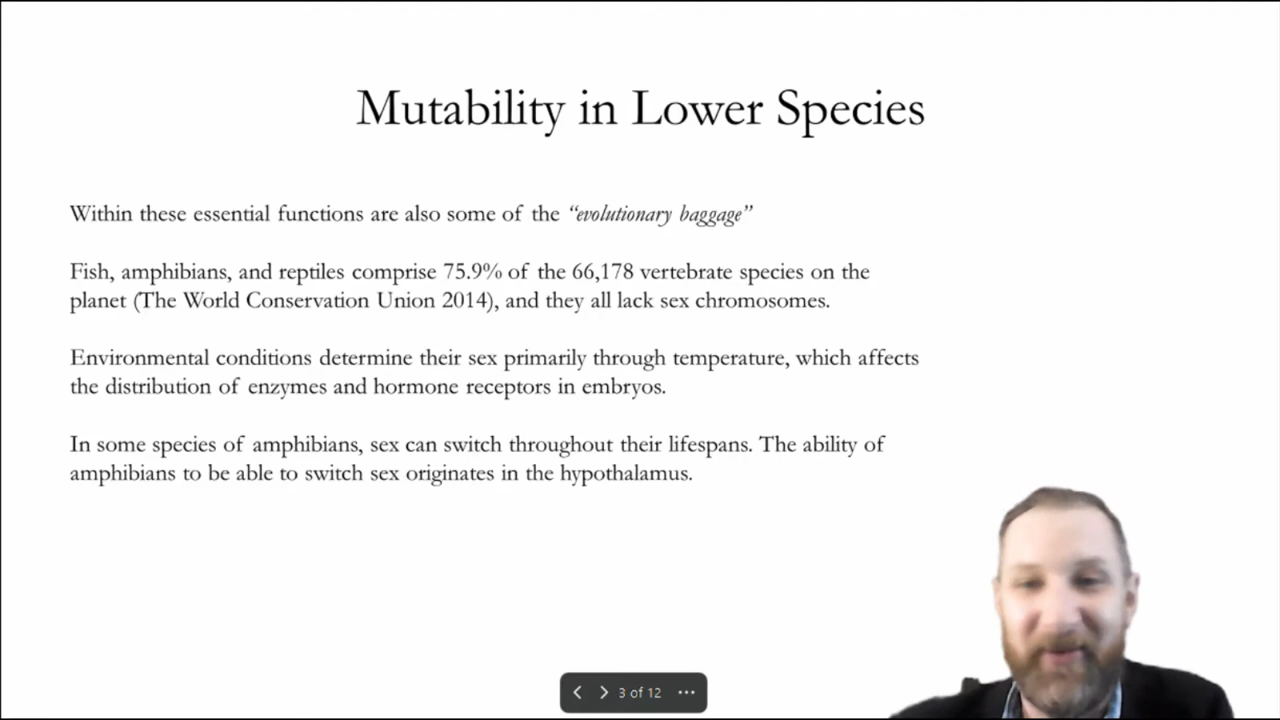 Mutability in Lower Species
Within these essential functions are also some of the “evolutionary baggage”
Fish, amphibians, and reptiles comprise 75.9% of the 66,178 vertebrate species on the
planet (The World Conservation Union 2014), and they all lack sex chromosomes.
Environmental conditions determine their sex primarily through temperature, which affects
the distribution of enzymes and hormone receptors in embryos.
In some species of amphibians, sex can switch throughout their lifespans. The ability of
amphibians to be able to switch sex originates in the hypothalamus.
3 of 12